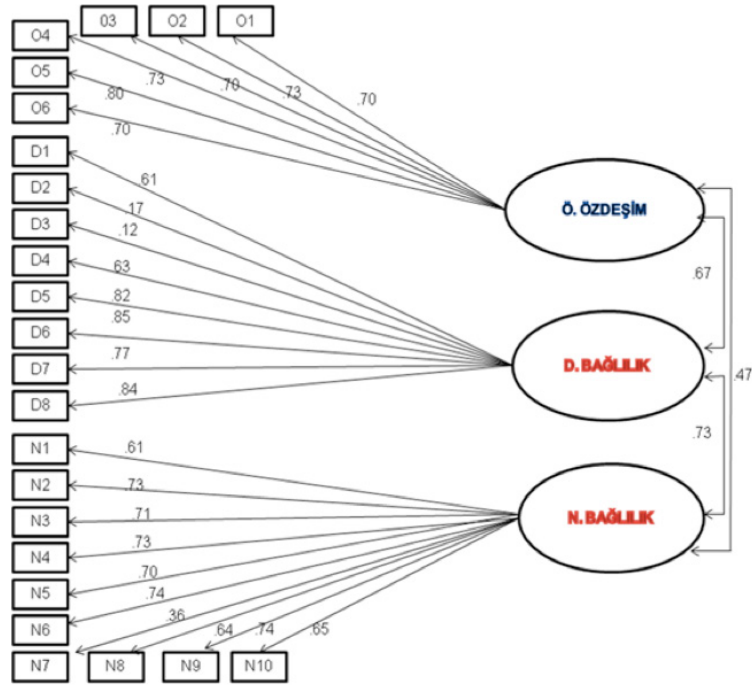 O4
03
O2
O1
O5
O6
.73
.70
.73
.70
.80
.70
D1
D2
D3
D4
D5
D6
D7
D8
.61
.17
.12
63
.82
.85
.77
.84
Ö. ÖZDEŞİM
.67
D. BAĞLILIK
.47
.73
N. BAĞLILIK
N1
N2
N3
N4
N5
N6
N7
N8
N9
N10
.61
.73
.71
.73
.70
.74
.36
.64
.74
.65